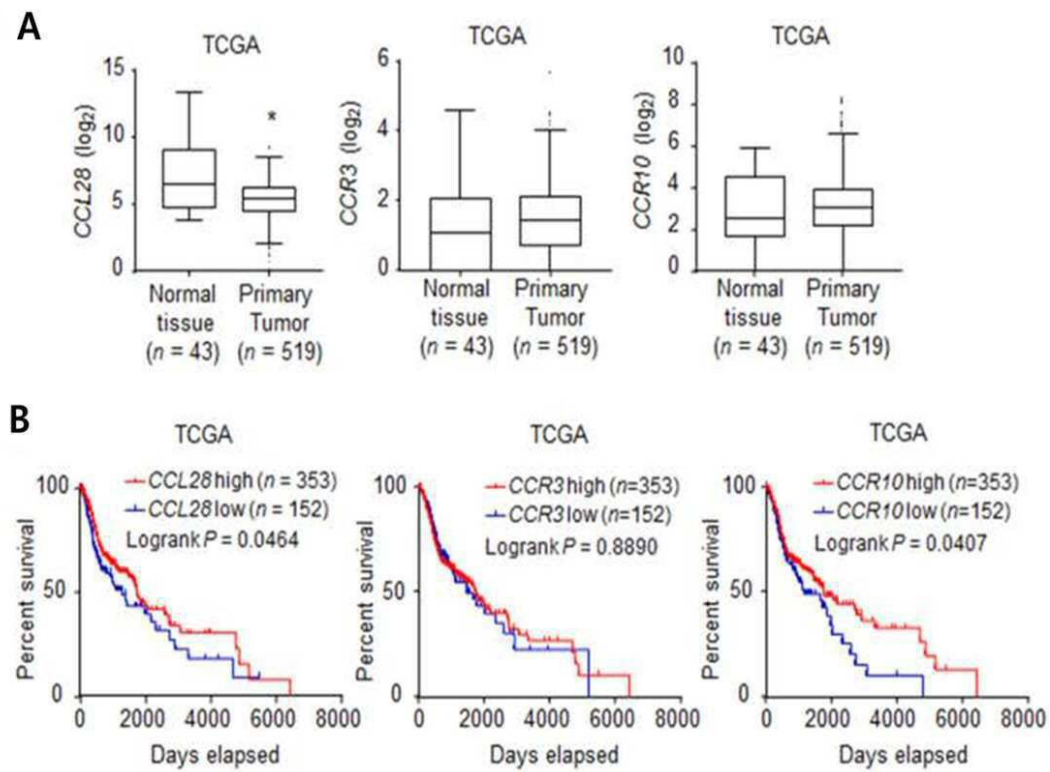 A
TCGA
15
10
5
0
CCL28 (log2)
Normal tissue (n = 43)
Primary Tumor (n = 519)
TCGA
6
4
2
0
CCR3 (log2)
Normal tissue (n = 43)
Primary Tumor (n = 519)
TCGA
10
8
6
4
2
0
CCR10 (log2)
Normal tissue (n = 43)
Primary Tumor (n = 519)
*
B
TCGA
CCL28 high (n = 353)
CCL28 low (n = 152)
Logrank P = 0.0464
100
50
0
Percent survival
0 2000 4000 6000 8000
Days elapsed
TCGA
CCR3 high (n=353)
CCR3 low (n=152)
Logrank P = 0.8890
100
50
0
Percent survival
0 2000 4000 6000 8000
Days elapsed
TCGA
CCR10 high (n=353)
CCR10 low (n=152)
Logrank P = 0.0407
100
50
0
Percent survival
0 2000 4000 6000 8000
Days elapsed